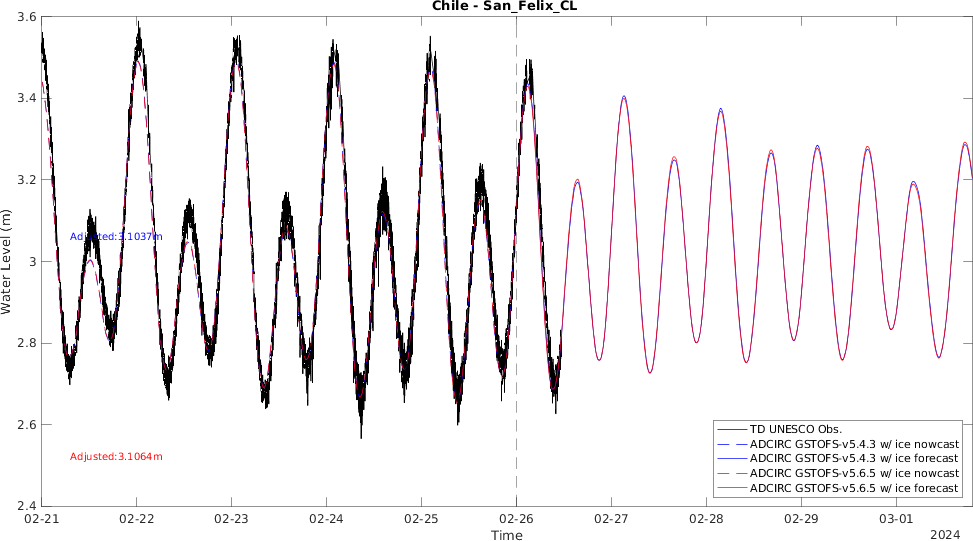 Chile - San_Felix_CL
3.6
3.4
3.2
3
2.8
2.6
2.4
Water Level (m)
Adjusted:3.1037m
Adjusted:3.1064m
TD UNESCO Obs.
ADCIRC GSTOFS-v5.4.3 w/ ice nowcast
ADCIRC GSTOFS-v5.4.3 w/ ice forecast
ADCIRC GSTOFS-v5.6.5 w/ ice nowcast
ADCIRC GSTOFS-v5.6.5 w/ ice forecast
02-21 02-22 02-23 02-24 02-25 02-26 02-27 02-28 02-29 03-01
Time
2024